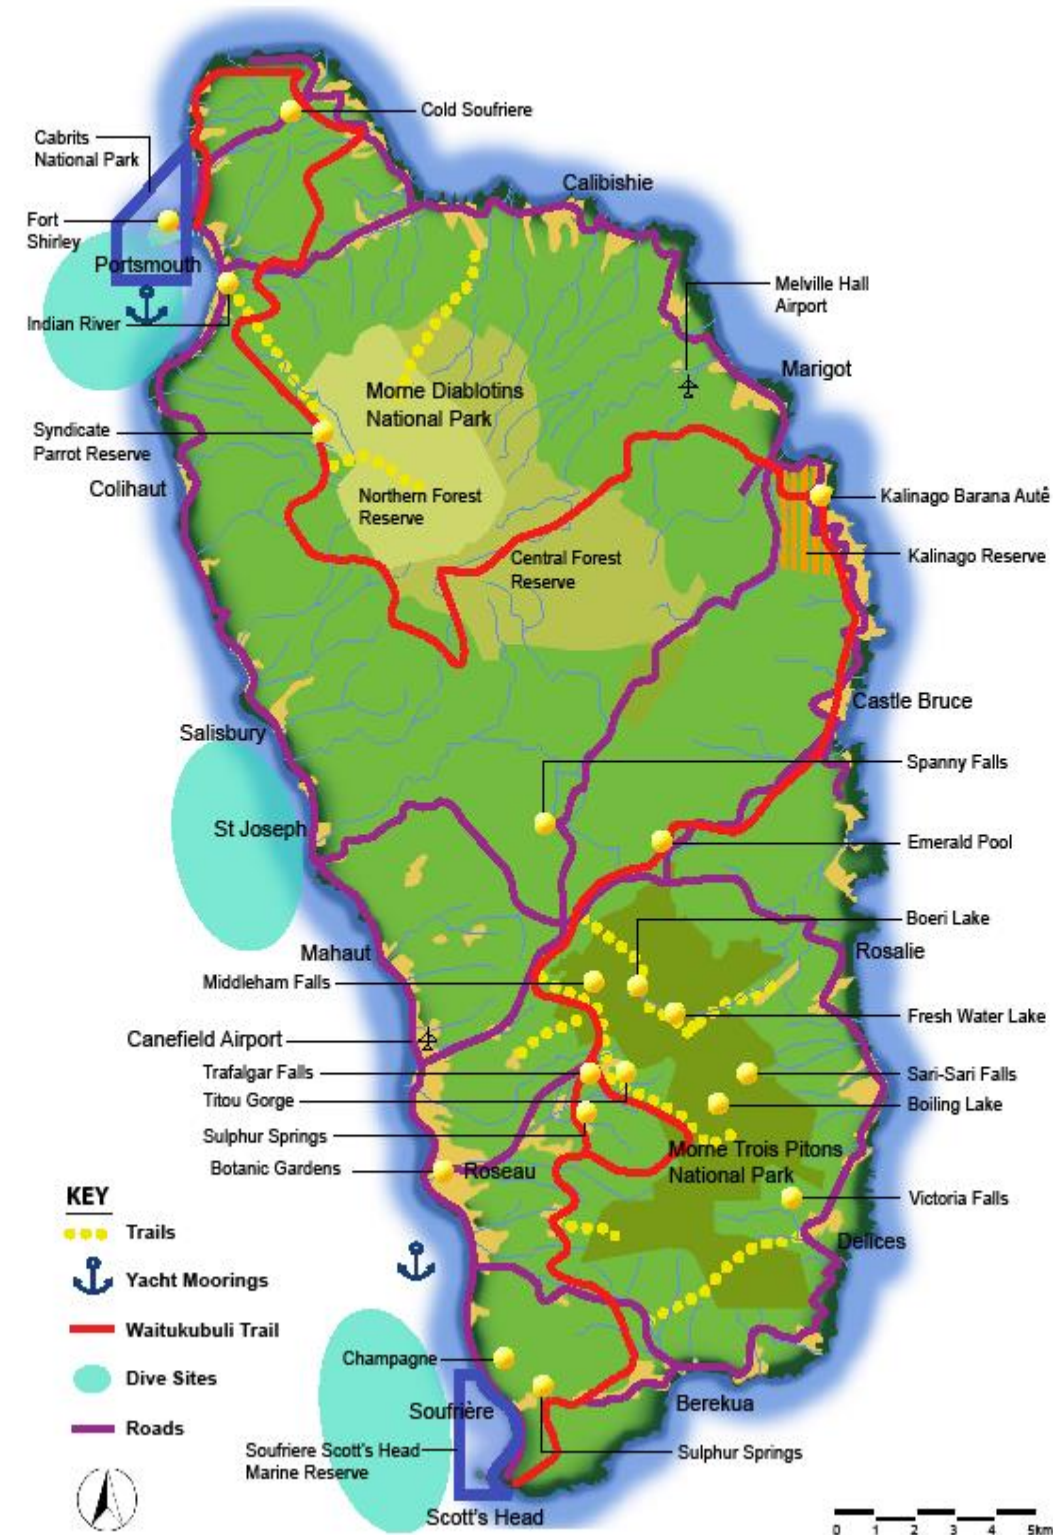 Cold Soufriere
Cabrits
National Park
Calibishie
Fort
Shirley
Portsmouth
Melville Hall
Airport
Indian River
Marigot
Morne Diablotins
National Park
Syndicate
Parrot Reserve
Colihaut
Northern Forest
Reserve
Kalinago Barana Autê
Central Forest
Reserve
Kalinago Reserve
Castle Bruce
Salisbury
Spanny Falls
St Joseph
Emerald Pool
Boeri Lake
Mahaut
Rosalie
Middleham Falls
Fresh Water Lake
Canefield Airport
Trafalgar Falls
Sari-Sari Falls
Titou Gorge
Boiling Lake
Sulphur Springs
Morne Trois Pitons
National Park
Botanic Gardens
Roseau
Victoria Falls
Delices
KEY
Trails
Yacht Moorings
Waitukubuli Trail
Dive Sites
Roads
Champagne
Soufrière
Berekua
Soufriere Scott's Head
Marine Reserve
Sulphur Springs
Scott's Head
0 1 2 3 4 5km